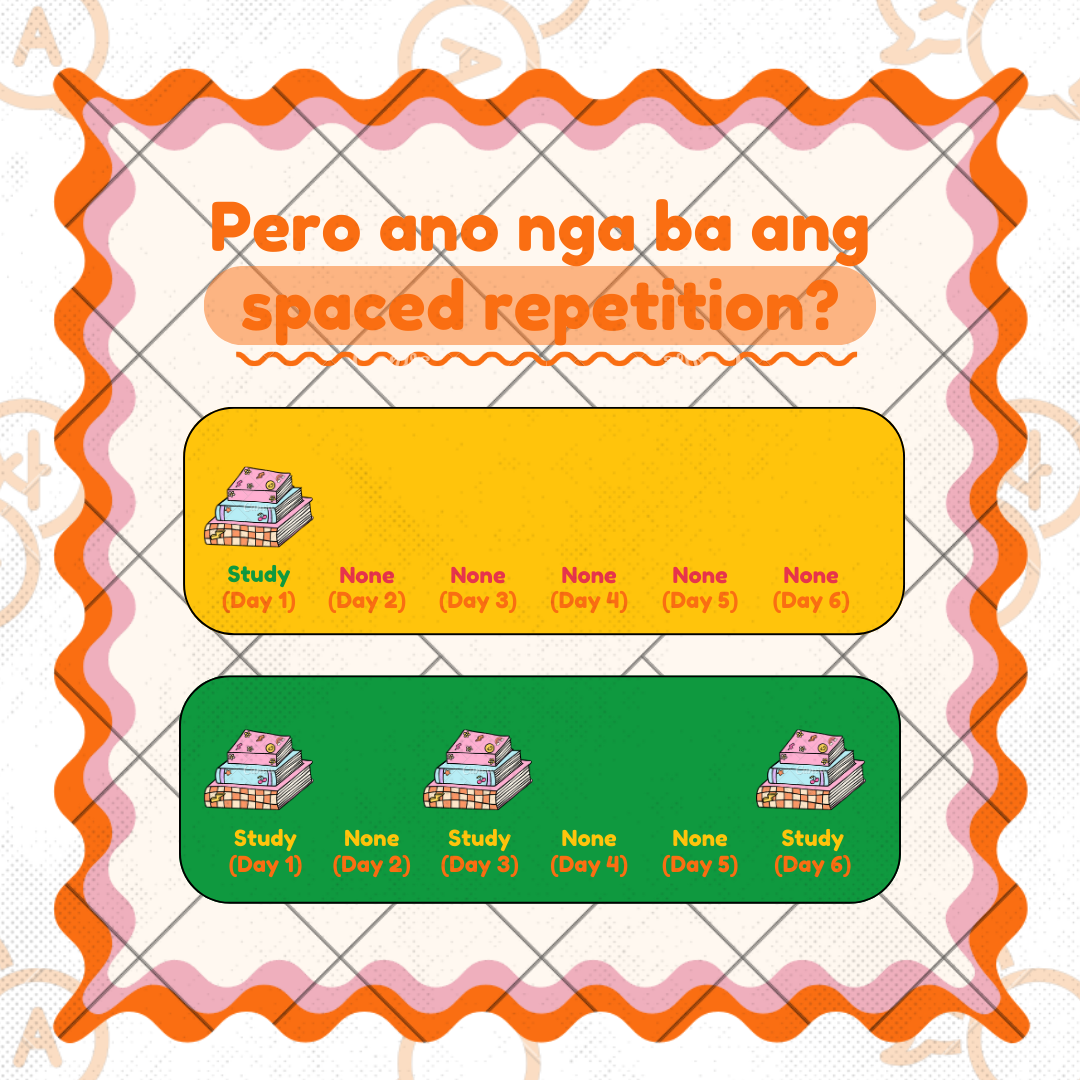 Pero ano nga ba ang
spaced repetition?
Study None None None None None
(Day 1) (Day 2) (Day 3) (Day 4) (Day 5) (Day 6)
Study None Study None None Study
(Day 1) (Day 2) (Day 3) (Day 4) (Day 5) (Day 6)